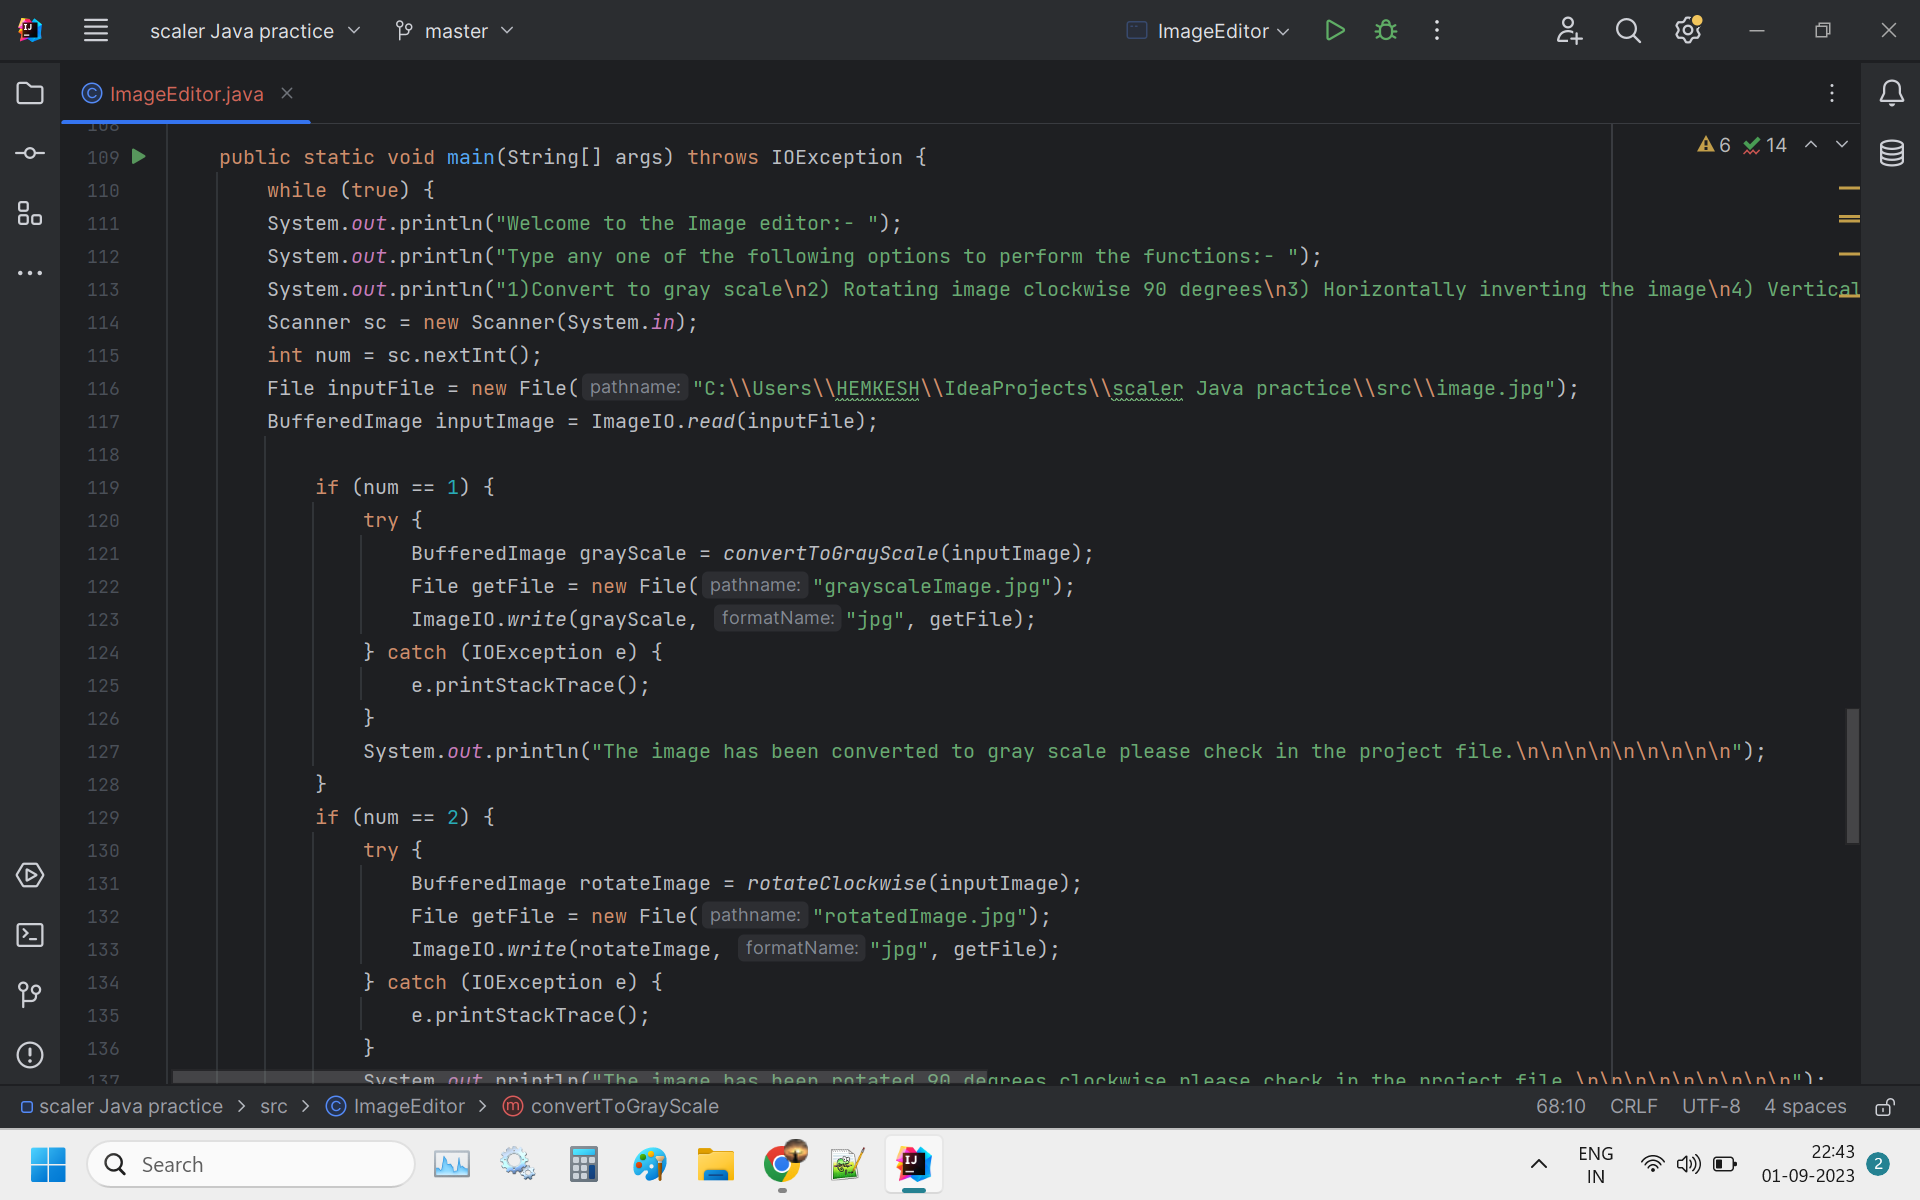 scaler Java practice master ImageEditor
ImageEditor.java
108
109 public static void main(String[] args) throws IOException { 6 14
110 while (true) {
111 System.out.println("Welcome to the Image editor:- ");
112 System.out.println("Type any one of the following options to perform the functions:- ");
113 System.out.println("1)Convert to gray scale\n2) Rotating image clockwise 90 degrees\n3) Horizontally inverting the image\n4) Vertical
114 Scanner sc = new Scanner(System.in);
115 int num = sc.nextInt();
116 File inputFile = new File( pathname: "C:\\Users\\HEMKESH\\IdeaProjects\\scaler Java practice\\src\\image.jpg");
117 BufferedImage inputImage = ImageIO.read(inputFile);
118
119 if (num == 1) {
120 try {
121 BufferedImage grayScale = convertToGrayScale(inputImage);
122 File getFile = new File( pathname: "grayscaleImage.jpg");
123 ImageIO.write(grayScale, formatName: "jpg", getFile);
124 } catch (IOException e) {
125 e.printStackTrace();
126 }
127 System.out.println("The image has been converted to gray scale please check in the project file.\n\n\n\n\n\n\n\n\n");
128 }
129 if (num == 2) {
130 try {
131 BufferedImage rotateImage = rotateClockwise(inputImage);
132 File getFile = new File( pathname: "rotatedImage.jpg");
133 ImageIO.write(rotateImage, formatName: "jpg", getFile);
134 } catch (IOException e) {
135 e.printStackTrace();
136 }
137 System.out.println("The image has been rotated 90 degrees clockwise please check in the project file.\n\n\n\n\n\n\n\n\n");
scaler Java practice > src > ImageEditor > convertToGrayScale 68:10 CRLF UTF-8 4 spaces
Search ENG IN 22:43 01-09-2023 2